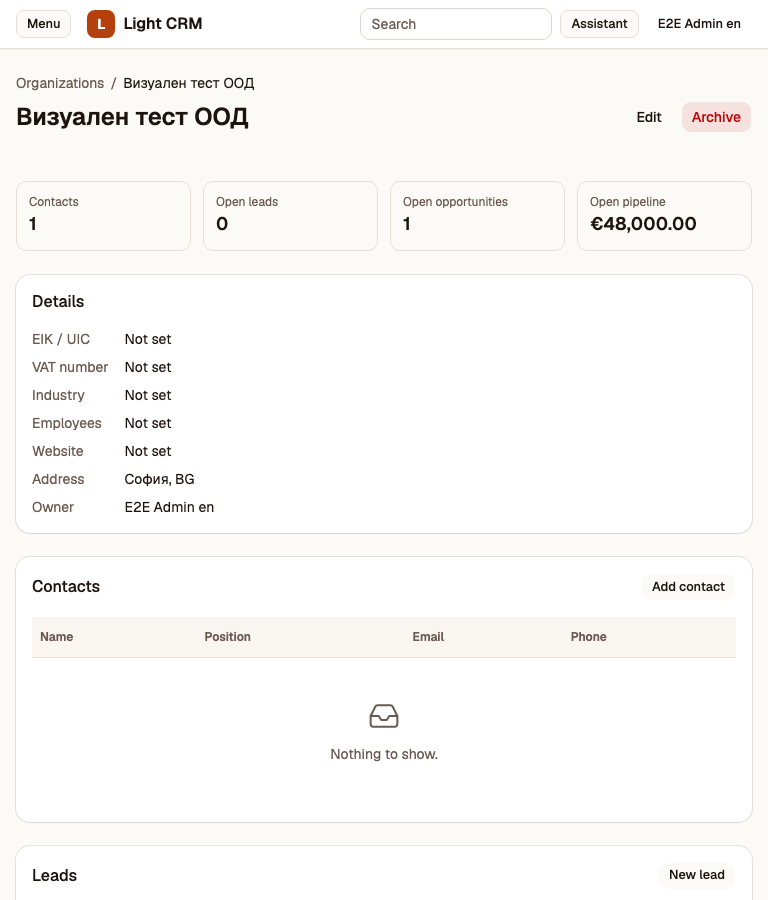 Menu L Light CRM Search Assistant E2E Admin en
Organizations / Визуален тест ООД
Визуален тест ООД Edit Archive
Contacts Open leads Open opportunities Open pipeline
1 0 1 €48,000.00
Details
EIK / UIC Not set
VAT number Not set
Industry Not set
Employees Not set
Website Not set
Address София, BG
Owner E2E Admin en
Contacts Add contact
Name Position Email Phone
Nothing to show.
Leads New lead